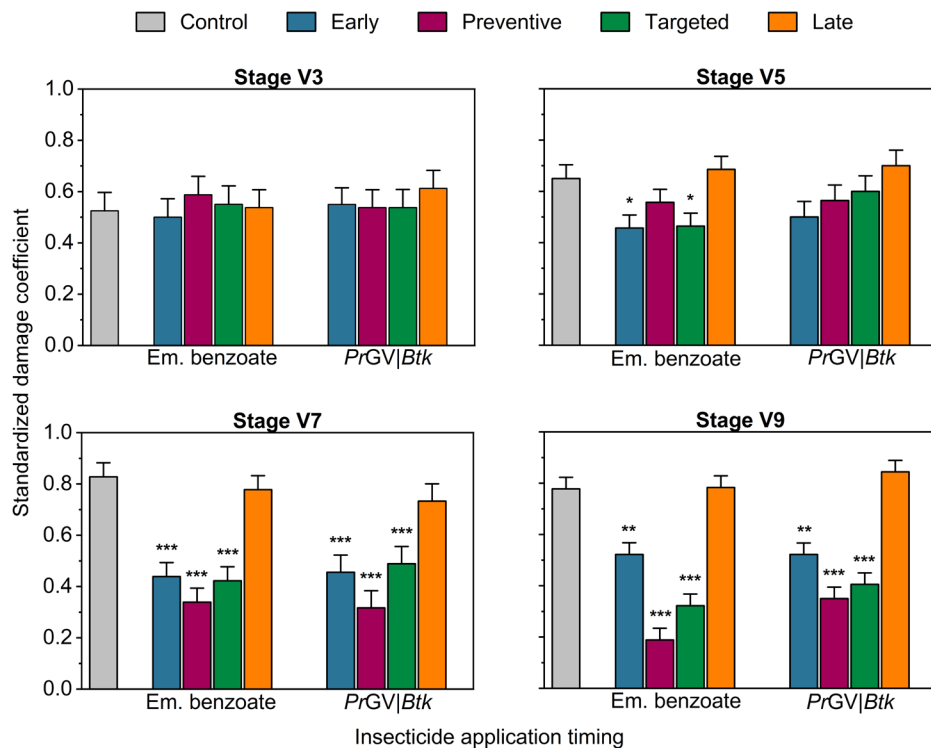 Control Early Preventive Targeted Late
Standardized damage coefficient
Stage V3
1.0
0.8
0.6
0.4
0.2
0.0
Em. benzoate PrGV|Btk
Stage V5
* *
Em. benzoate PrGV|Btk
Stage V7
1.0
0.8
0.6
0.4
0.2
0.0
*** *** *** *** *** ***
Em. benzoate PrGV|Btk
Stage V9
** *** *** ** *** ***
Em. benzoate PrGV|Btk
Insecticide application timing